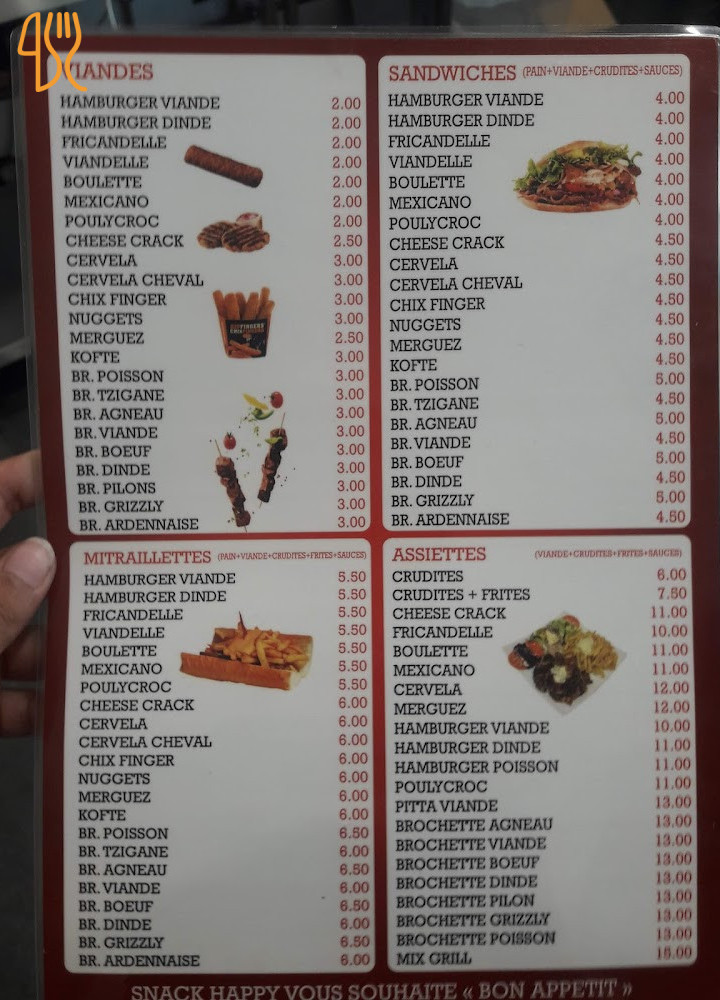 VIANDES
HAMBURGER VIANDE 2.00
HAMBURGER DINDE 2.00
FRICANDELLE 2.00
VIANDELLE 2.00
BOULETTE 2.00
MEXICANO 2.00
POULYCROC 2.00
CHEESE CRACK 2.50
CERVELA 3.00
CERVELA CHEVAL 3.00
CHIX FINGER 3.00
NUGGETS 3.00
MERGUEZ 2.50
KOFTE 3.00
BR. POISSON 3.00
BR. TZIGANE 3.00
BR. AGNEAU 3.00
BR. VIANDE 3.00
BR. BOEUF 3.00
BR. DINDE 3.00
BR. PILONS 3.00
BR. GRIZZLY 3.00
BR. ARDENNAISE 3.00
SANDWICHES (PAIN+VIANDE+CRUDITES+SAUCES)
HAMBURGER VIANDE 4.00
HAMBURGER DINDE 4.00
FRICANDELLE 4.00
VIANDELLE 4.00
BOULETTE 4.00
MEXICANO 4.00
POULYCROC 4.00
CHEESE CRACK 4.50
CERVELA 4.50
CERVELA CHEVAL 4.50
CHIX FINGER 4.50
NUGGETS 4.50
MERGUEZ 4.50
KOFTE 4.50
BR. POISSON 5.00
BR. TZIGANE 4.50
BR. AGNEAU 5.00
BR. VIANDE 4.50
BR. BOEUF 5.00
BR. DINDE 4.50
BR. GRIZZLY 5.00
BR. ARDENNAISE 4.50
MITRAILLETTES (PAIN+VIANDE+CRUDITES+FRITES+SAUCES)
HAMBURGER VIANDE 5.50
HAMBURGER DINDE 5.50
FRICANDELLE 5.50
VIANDELLE 5.50
BOULETTE 5.50
MEXICANO 5.50
POULYCROC 5.50
CHEESE CRACK 6.00
CERVELA 6.00
CERVELA CHEVAL 6.00
CHIX FINGER 6.00
NUGGETS 6.00
MERGUEZ 6.00
KOFTE 6.00
BR. POISSON 6.50
BR. TZIGANE 6.00
BR. AGNEAU 6.50
BR. VIANDE 6.00
BR. BOEUF 6.50
BR. DINDE 6.00
BR. GRIZZLY 6.50
BR. ARDENNAISE 6.00
ASSIETTES (VIANDE+CRUDITES+FRITES+SAUCES)
CRUDITES 6.00
CRUDITES + FRITES 7.50
CHEESE CRACK 11.00
FRICANDELLE 10.00
BOULETTE 11.00
MEXICANO 11.00
CERVELA 12.00
MERGUEZ 12.00
HAMBURGER VIANDE 10.00
HAMBURGER DINDE 11.00
HAMBURGER POISSON 11.00
POULYCROC 11.00
PITTA VIANDE 13.00
BROCHETTE AGNEAU 13.00
BROCHETTE VIANDE 13.00
BROCHETTE BOEUF 13.00
BROCHETTE DINDE 13.00
BROCHETTE PILON 13.00
BROCHETTE GRIZZLY 13.00
BROCHETTE POISSON 13.00
MIX GRILL 15.00
SNACK HAPPY VOUS SOUHAITE « BON APPETIT »